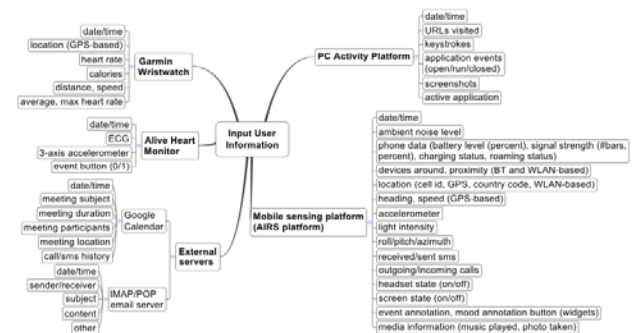 date/time
location (GPS-based)
heart rate
calories
distance, speed
average, max heart rate
Garmin
Wristwatch
date/time
ECG
3-axis accelerometer
event button (0/1)
Alive Heart
Monitor
date/time
meeting subject
meeting duration
meeting participants
meeting location
call/sms history
Google
Calendar
date/time
sender/receiver
subject
content
other
IMAP/POP
email server
External
servers
Input User
Information
PC Activity Platform
date/time
URLs visited
keystrokes
application events
(open/run/closed)
screenshots
active application
Mobile sensing platform
(AIRS platform)
date/time
ambient noise level
phone data (battery level (percent), signal strength (#bars,
percent), charging status, roaming status)
devices around, proximity (BT and WLAN-based)
location (cell id, GPS, country code, WLAN-based)
heading, speed (GPS-based)
accelerometer
light intensity
roll/pitch/azimuth
received/sent sms
outgoing/incoming calls
headset state (on/off)
screen state (on/off)
event annotation, mood annotation button (widgets)
media information (music played, photo taken)